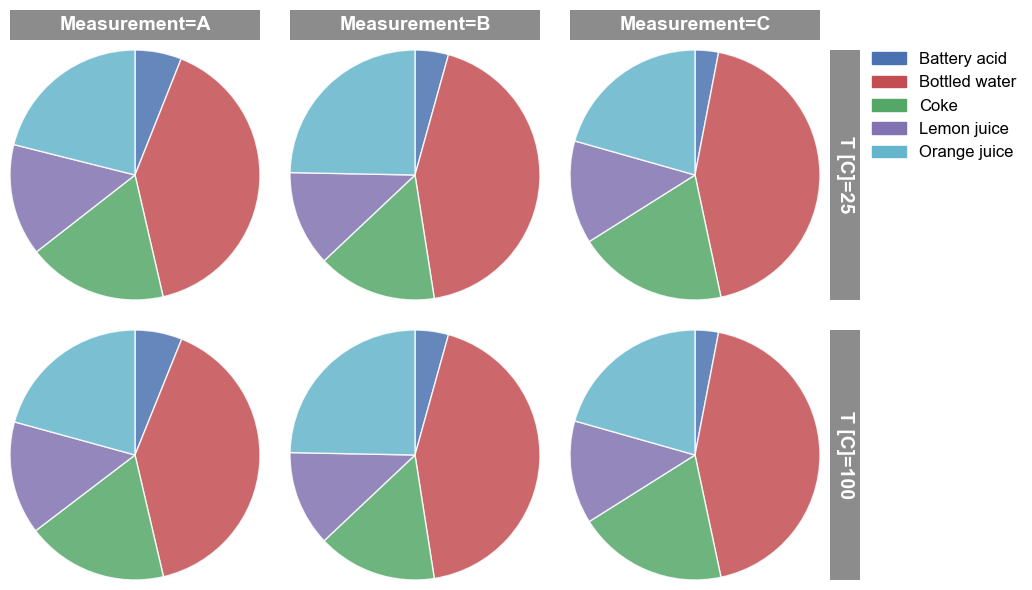 Measurement=A
Measurement=B
Measurement=C
Battery acid
Bottled water
Coke
Lemon juice
Orange juice
T [C]=25
T [C]=100